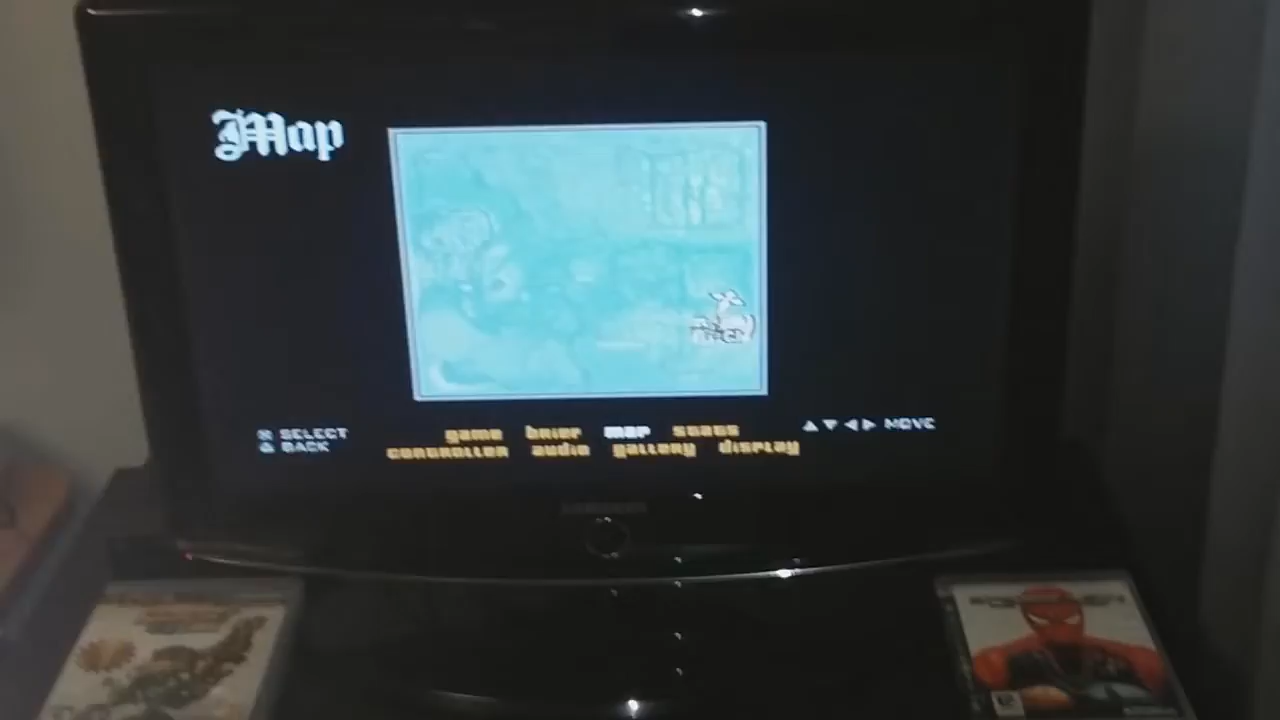 Map
SELECT
BACK
game brief map stats
controller audio gallery display
MOVE